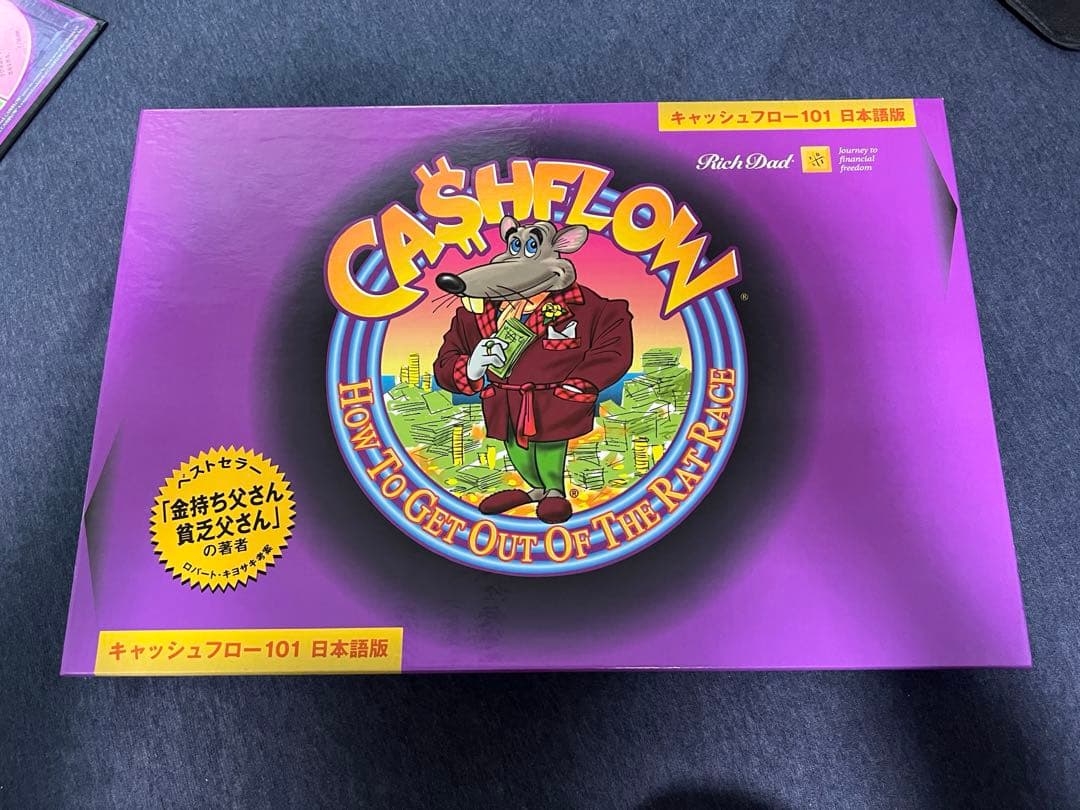 キャッシュフロー101 日本語版
Rich Dad
Journey to
financial
freedom
CA$HFLOW
®
HOW TO GET OUT OF THE RAT RACE
®
ベストセラー
「金持ち父さん
貧乏父さん」
の著者
ロバート・キヨサキ考案
キャッシュフロー101 日本語版